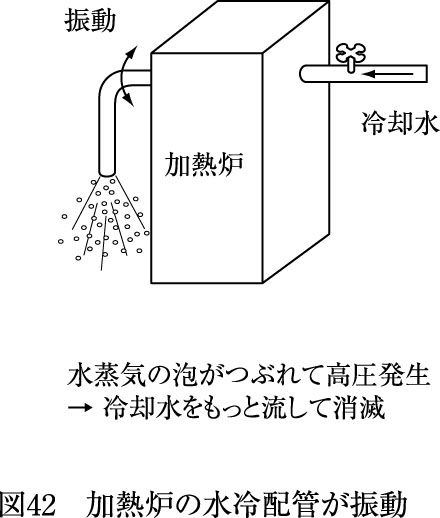 振動
冷却水
加熱炉
水蒸気の泡がつぶれて高圧発生
→ 冷却水をもっと流して消滅
図42　加熱炉の水冷配管が振動